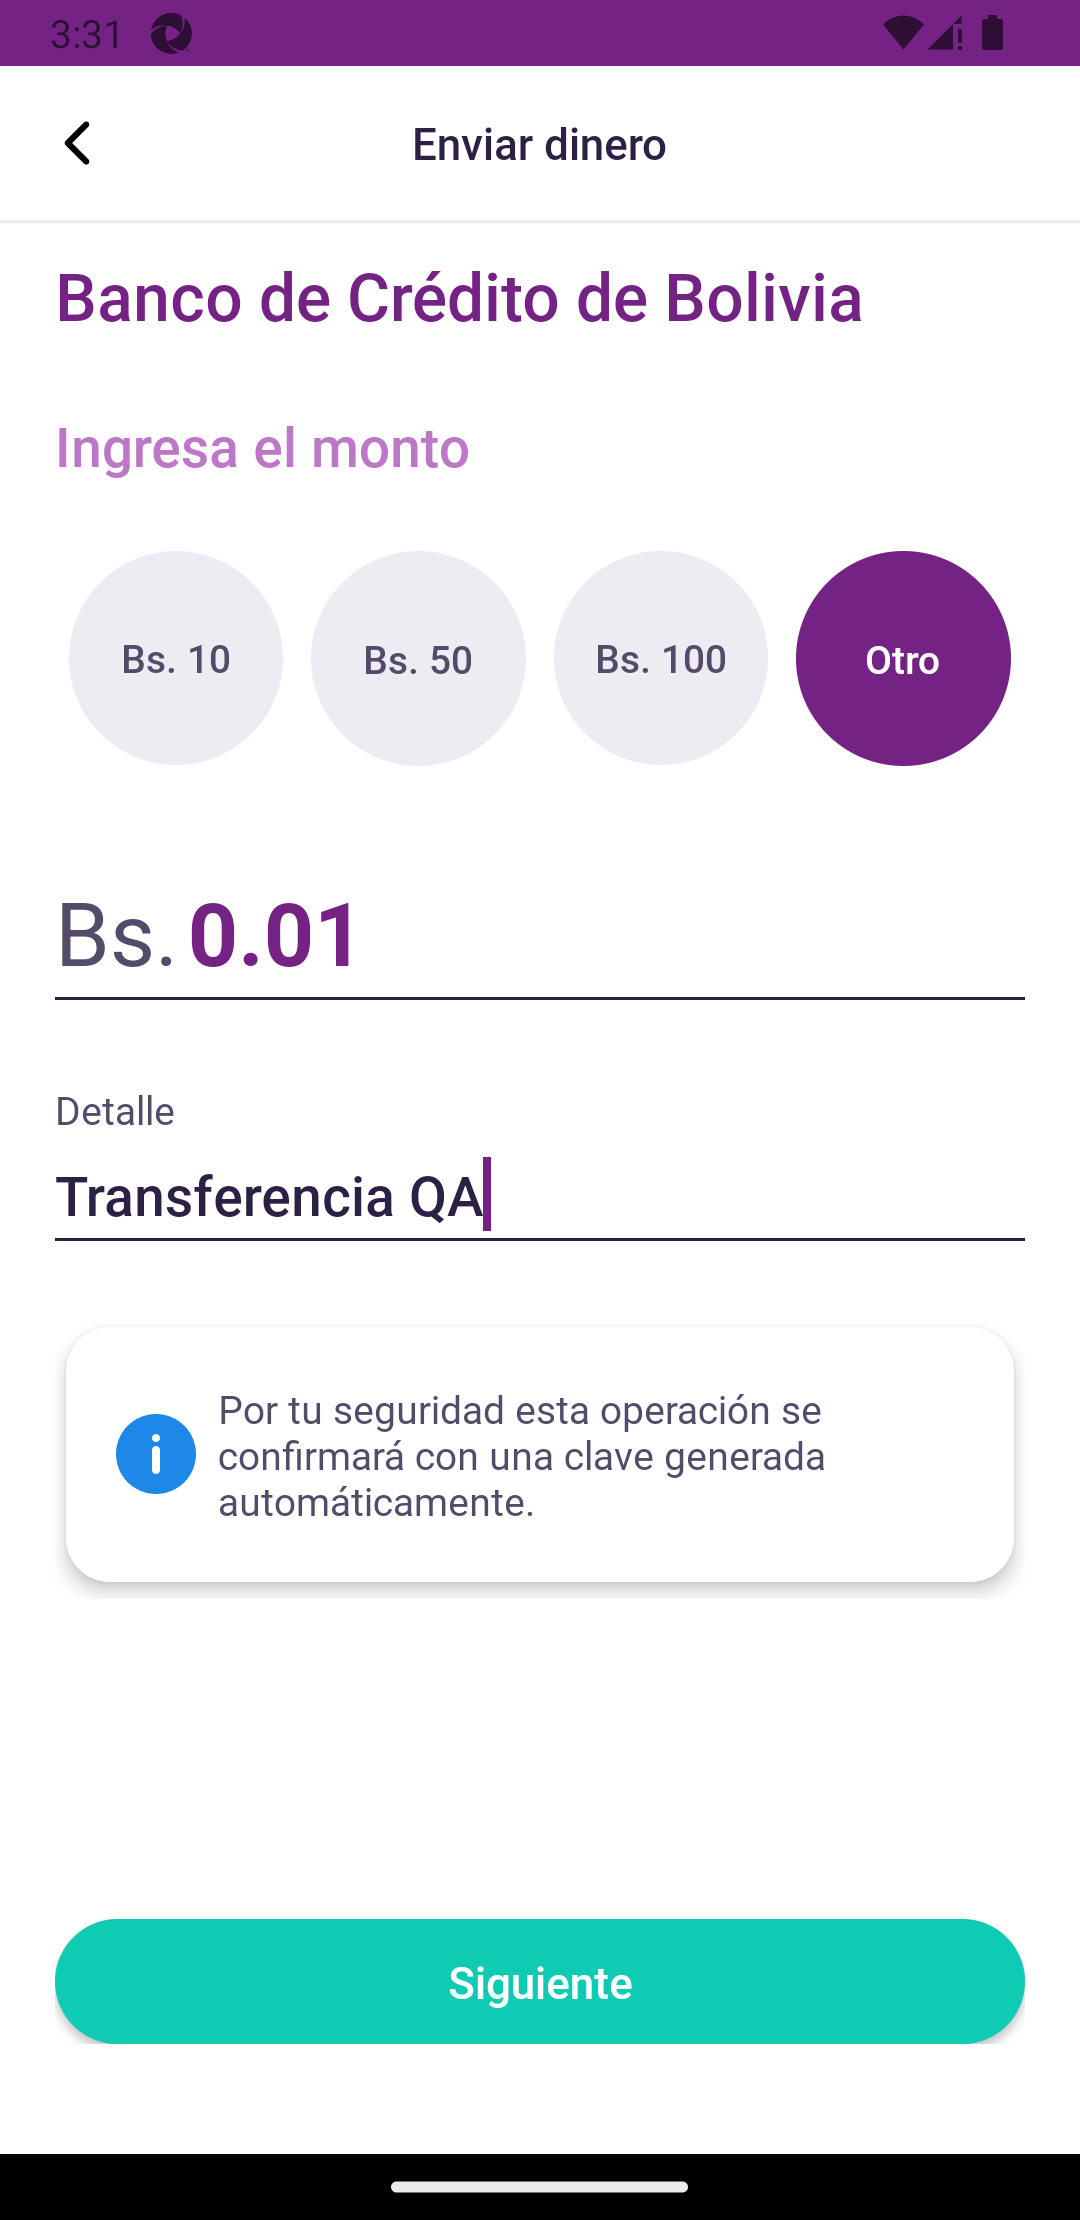 3:31
Enviar dinero
Banco de Crédito de Bolivia
Ingresa el monto
Bs. 10
Bs. 50
Bs. 100
Otro
Bs. 0.01
Detalle
Transferencia QA
Por tu seguridad esta operación se
confirmará con una clave generada
automáticamente.
Siguiente